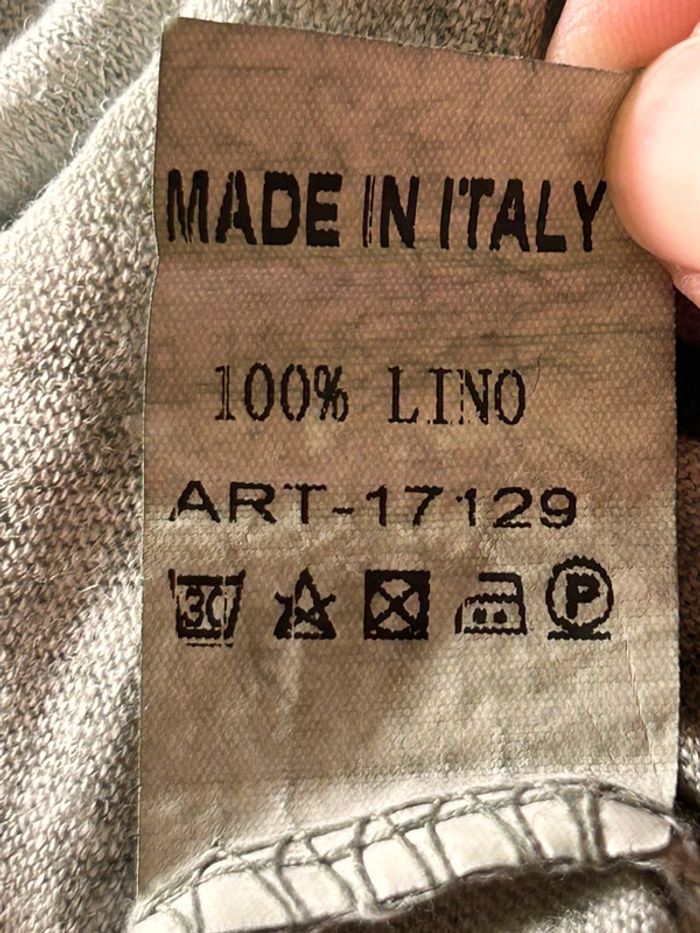 MADE IN ITALY
100% LINO
ART-17129
30 P